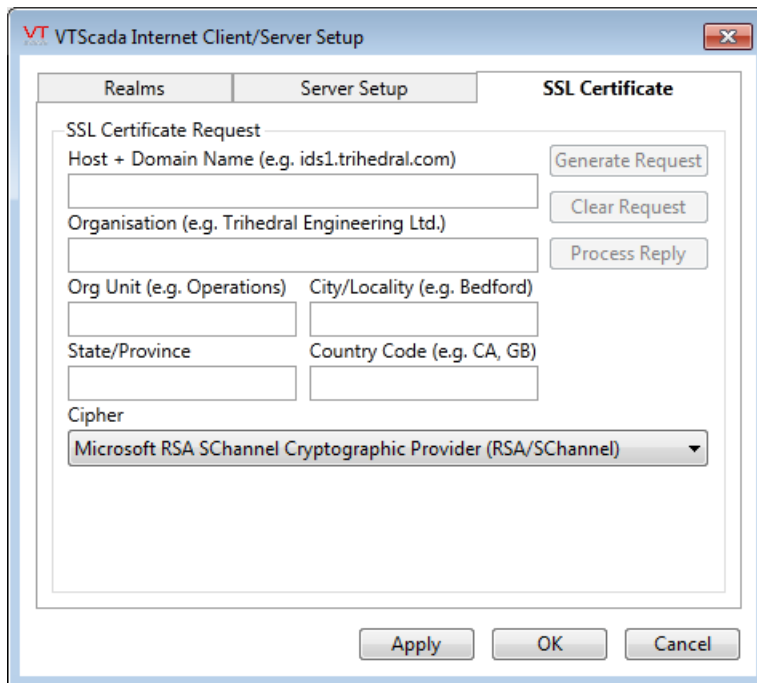 VT VTScada Internet Client/Server Setup
Realms Server Setup SSL Certificate
SSL Certificate Request
Host + Domain Name (e.g. ids1.trihedral.com)
Generate Request
Clear Request
Organisation (e.g. Trihedral Engineering Ltd.)
Process Reply
Org Unit (e.g. Operations) City/Locality (e.g. Bedford)
State/Province Country Code (e.g. CA, GB)
Cipher
Microsoft RSA SChannel Cryptographic Provider (RSA/SChannel)
Apply OK Cancel